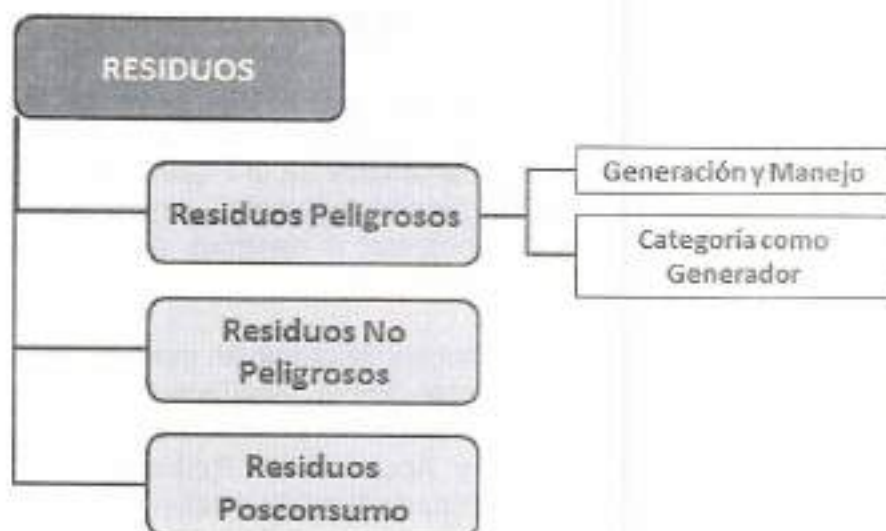 RESIDUOS
Residuos Peligrosos
Generación y Manejo
Categoría como
Generador
Residuos No
Peligrosos
Residuos
Posconsumo